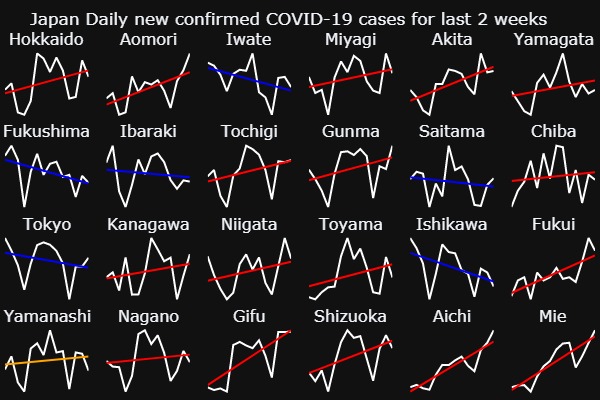 Japan Daily new confirmed COVID-19 cases for last 2 weeks
Hokkaido Aomori Iwate Miyagi Akita Yamagata
Fukushima Ibaraki Tochigi Gunma Saitama Chiba
Tokyo Kanagawa Niigata Toyama Ishikawa Fukui
Yamanashi Nagano Gifu Shizuoka Aichi Mie